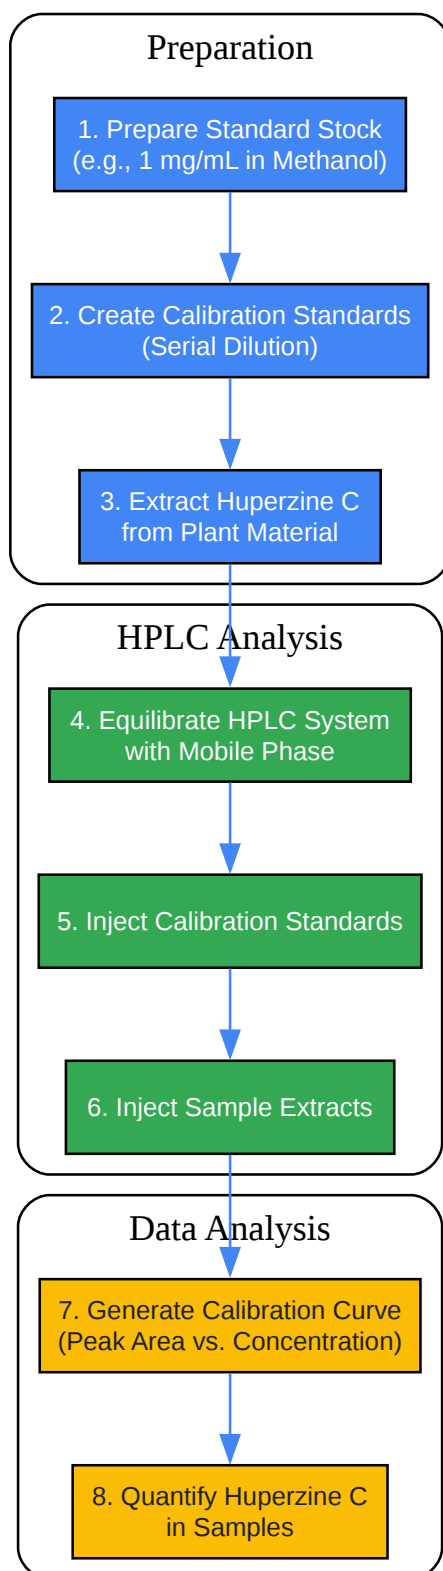 Preparation
1. Prepare Standard Stock
(e.g., 1 mg/mL in Methanol)
2. Create Calibration Standards
(Serial Dilution)
3. Extract Huperzine C
from Plant Material
HPLC Analysis
4. Equilibrate HPLC System
with Mobile Phase
5. Inject Calibration Standards
6. Inject Sample Extracts
Data Analysis
7. Generate Calibration Curve
(Peak Area vs. Concentration)
8. Quantify Huperzine C
in Samples